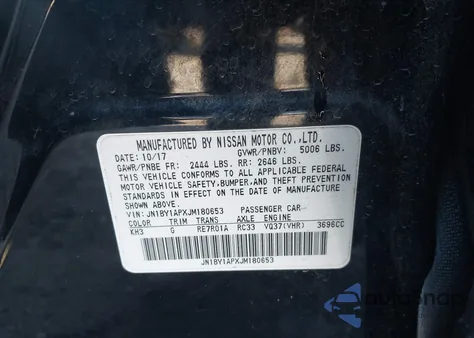 MANUFACTURED BY NISSAN MOTOR CO.,LTD.
DATE: 10/17 GVWR/PNBV: 5006 LBS.
GAWR/PNBE FR: 2444 LBS. RR: 2646 LBS.
THIS VEHICLE CONFORMS TO ALL APPLICABLE FEDERAL
MOTOR VEHICLE SAFETY, BUMPER, AND THEFT PREVENTION
STANDARDS IN EFFECT ON THE DATE OF MANUFACTURE
SHOWN ABOVE.
VIN: JN1BY1APXJM180653 PASSENGER CAR
COLOR TRIM TRANS AXLE ENGINE
KH3 G RE7R01A RC33 VQ37(VHR) 3696CC
JN1BY1APXJM180653
AutoSnap